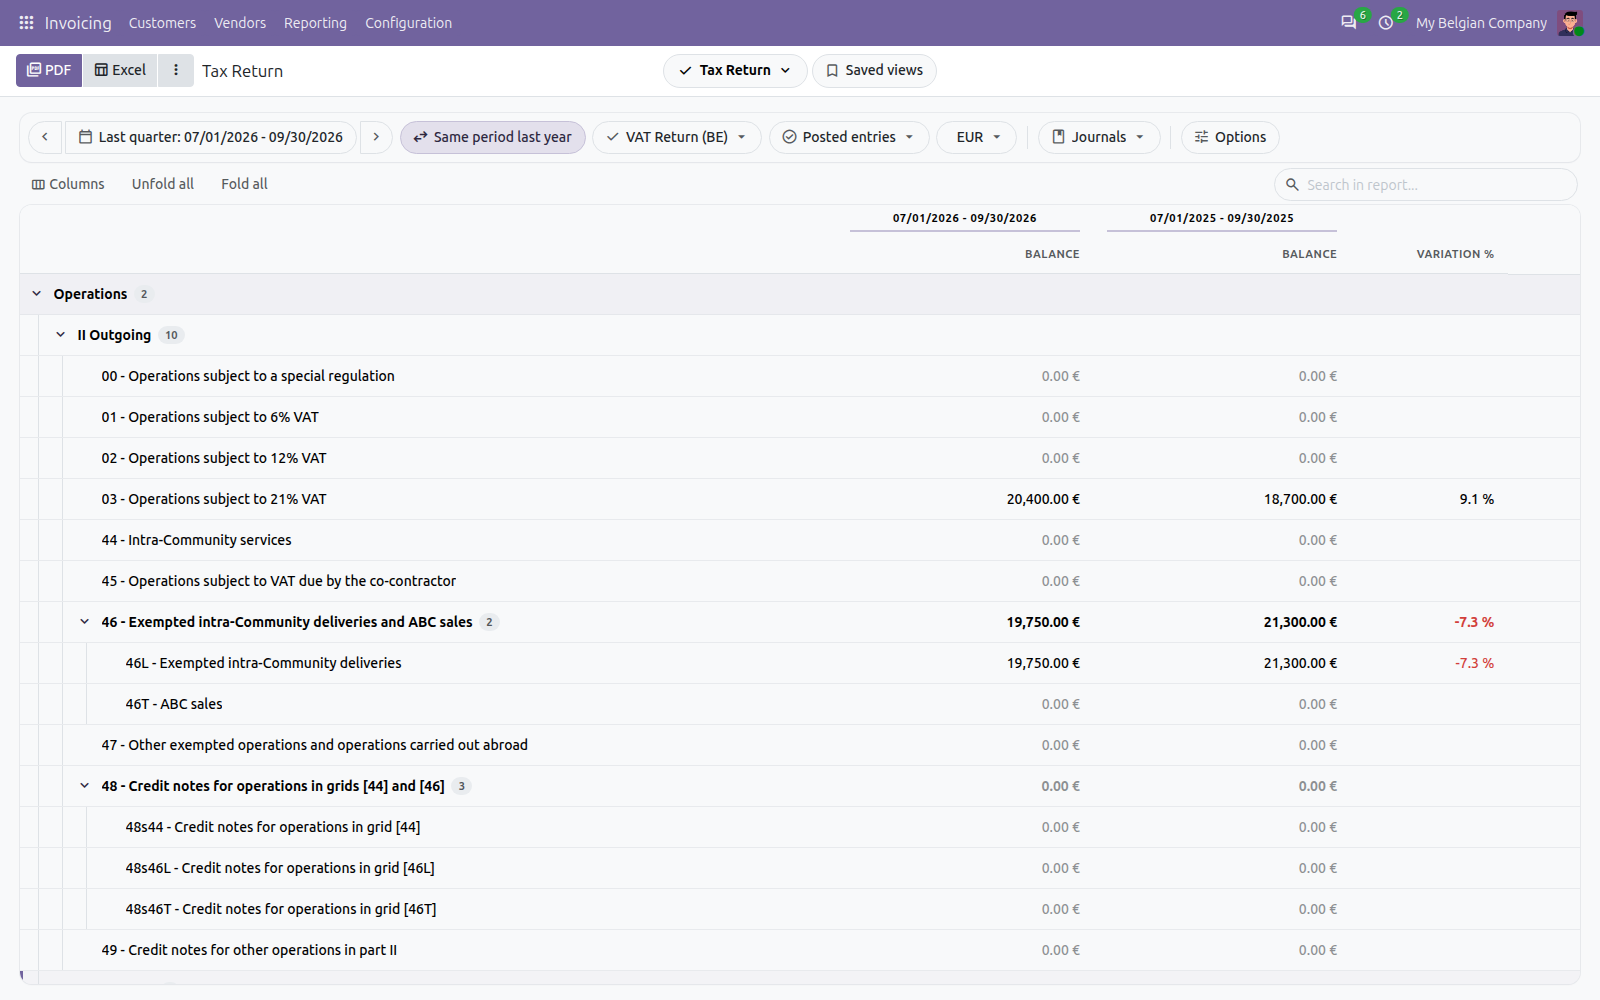 Invoicing Customers Vendors Reporting Configuration 6 2 My Belgian Company
PDF Excel Tax Return Tax Return Saved views
Last quarter: 07/01/2026 - 09/30/2026 Same period last year VAT Return (BE) Posted entries EUR Journals Options
Columns Unfold all Fold all Search in report...
07/01/2026 - 09/30/2026 07/01/2025 - 09/30/2025
BALANCE BALANCE VARIATION %
Operations 2
II Outgoing 10
00 - Operations subject to a special regulation 0.00 € 0.00 €
01 - Operations subject to 6% VAT 0.00 € 0.00 €
02 - Operations subject to 12% VAT 0.00 € 0.00 €
03 - Operations subject to 21% VAT 20,400.00 € 18,700.00 € 9.1 %
44 - Intra-Community services 0.00 € 0.00 €
45 - Operations subject to VAT due by the co-contractor 0.00 € 0.00 €
46 - Exempted intra-Community deliveries and ABC sales 2 19,750.00 € 21,300.00 € -7.3 %
46L - Exempted intra-Community deliveries 19,750.00 € 21,300.00 € -7.3 %
46T - ABC sales 0.00 € 0.00 €
47 - Other exempted operations and operations carried out abroad 0.00 € 0.00 €
48 - Credit notes for operations in grids [44] and [46] 3 0.00 € 0.00 €
48s44 - Credit notes for operations in grid [44] 0.00 € 0.00 €
48s46L - Credit notes for operations in grid [46L] 0.00 € 0.00 €
48s46T - Credit notes for operations in grid [46T] 0.00 € 0.00 €
49 - Credit notes for other operations in part II 0.00 € 0.00 €